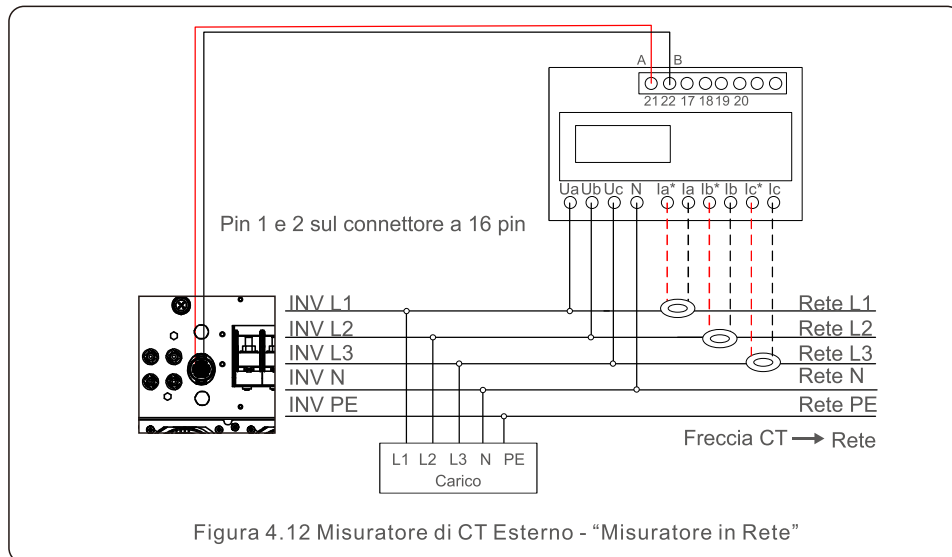 A B
21 22 17 18 19 20
Ua Ub Uc N Ia* Ia Ib* Ib Ic* Ic
Pin 1 e 2 sul connettore a 16 pin
INV L1 Rete L1
INV L2 Rete L2
INV L3 Rete L3
INV N Rete N
INV PE Rete PE
Freccia CT → Rete
L1 L2 L3 N PE
Carico
Figura 4.12 Misuratore di CT Esterno - “Misuratore in Rete”